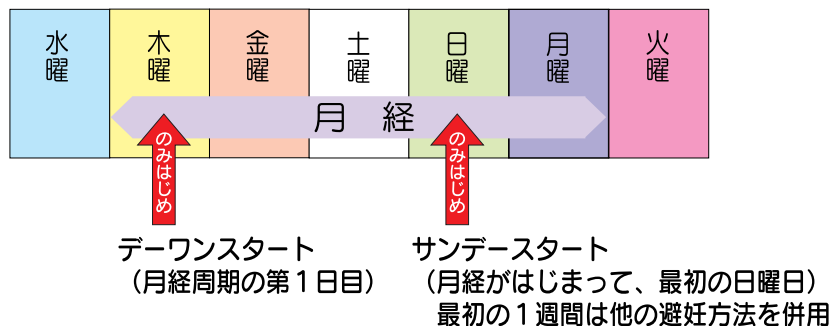 水曜 木曜 金曜 土曜 日曜 月曜 火曜
月 経
のみはじめ のみはじめ
デーワンスタート
（月経周期の第１日目）
サンデースタート
（月経がはじまって、最初の日曜日）
最初の１週間は他の避妊方法を併用